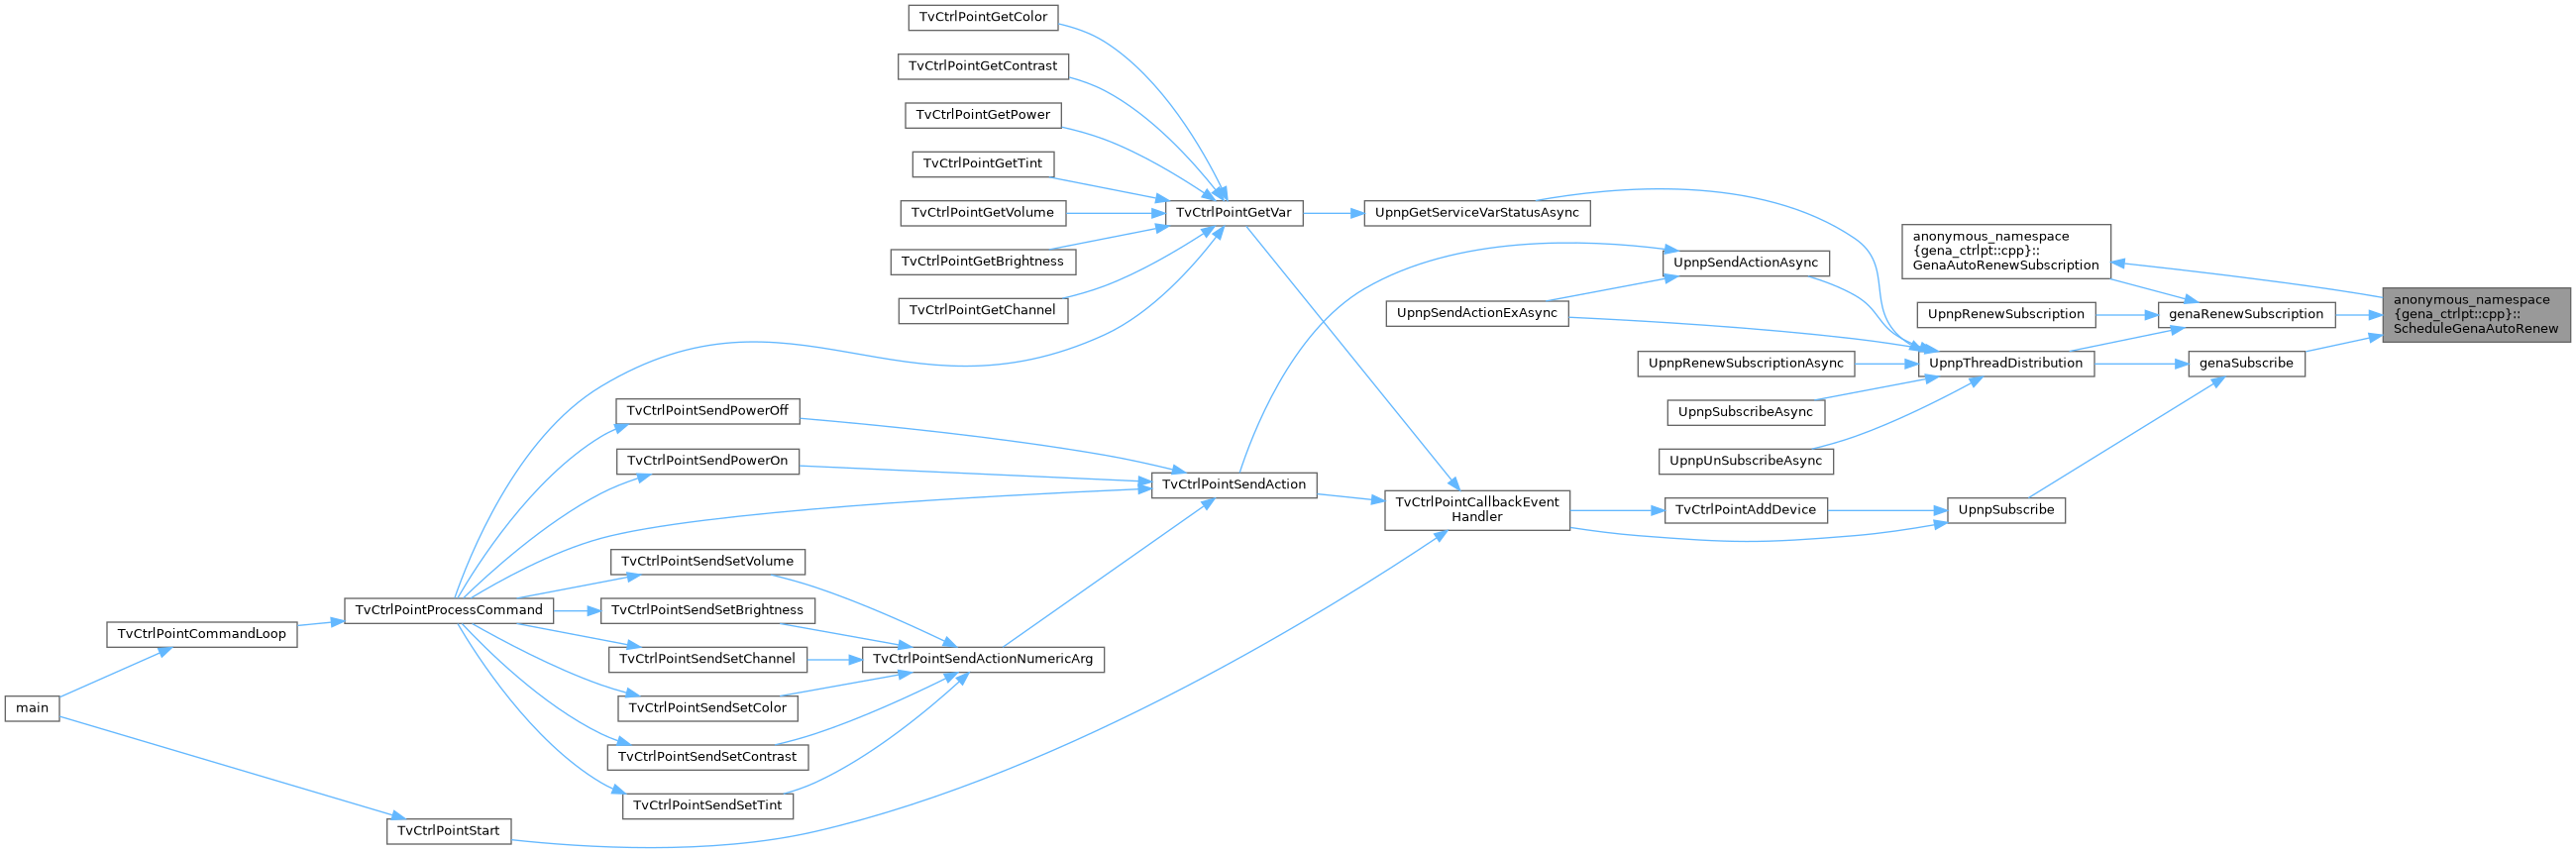 TvCtrlPointGetColor
TvCtrlPointGetContrast
TvCtrlPointGetPower
TvCtrlPointGetTint
TvCtrlPointGetVolume
TvCtrlPointGetBrightness
TvCtrlPointGetChannel
TvCtrlPointGetVar
UpnpGetServiceVarStatusAsync
UpnpSendActionAsync
UpnpSendActionExAsync
anonymous_namespace
{gena_ctrlpt::cpp}::
GenaAutoRenewSubscription
UpnpRenewSubscription
genaRenewSubscription
anonymous_namespace
{gena_ctrlpt::cpp}::
ScheduleGenaAutoRenew
UpnpRenewSubscriptionAsync
UpnpThreadDistribution
genaSubscribe
UpnpSubscribeAsync
UpnpUnSubscribeAsync
TvCtrlPointSendPowerOff
TvCtrlPointSendPowerOn
TvCtrlPointSendAction
TvCtrlPointCallbackEvent
Handler
TvCtrlPointAddDevice
UpnpSubscribe
TvCtrlPointSendSetVolume
TvCtrlPointSendSetBrightness
TvCtrlPointSendSetChannel
TvCtrlPointSendSetColor
TvCtrlPointSendSetContrast
TvCtrlPointSendSetTint
TvCtrlPointSendActionNumericArg
TvCtrlPointProcessCommand
TvCtrlPointCommandLoop
main
TvCtrlPointStart